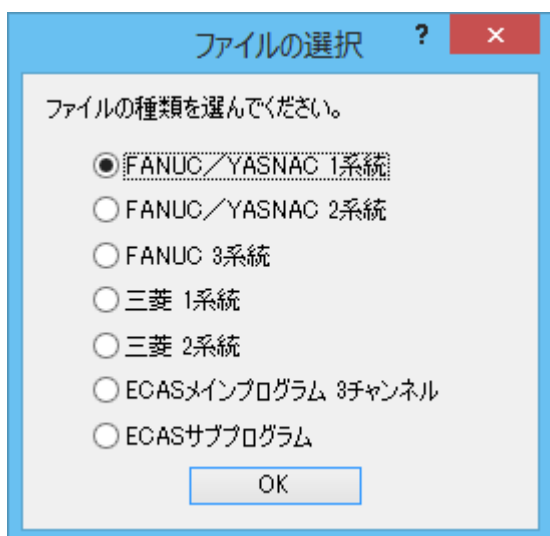 ファイルの選択
?
×
ファイルの種類を選んでください。
FANUC／YASNAC 1系統
FANUC／YASNAC 2系統
FANUC 3系統
三菱 1系統
三菱 2系統
ECASメインプログラム 3チャンネル
ECASサブプログラム
OK